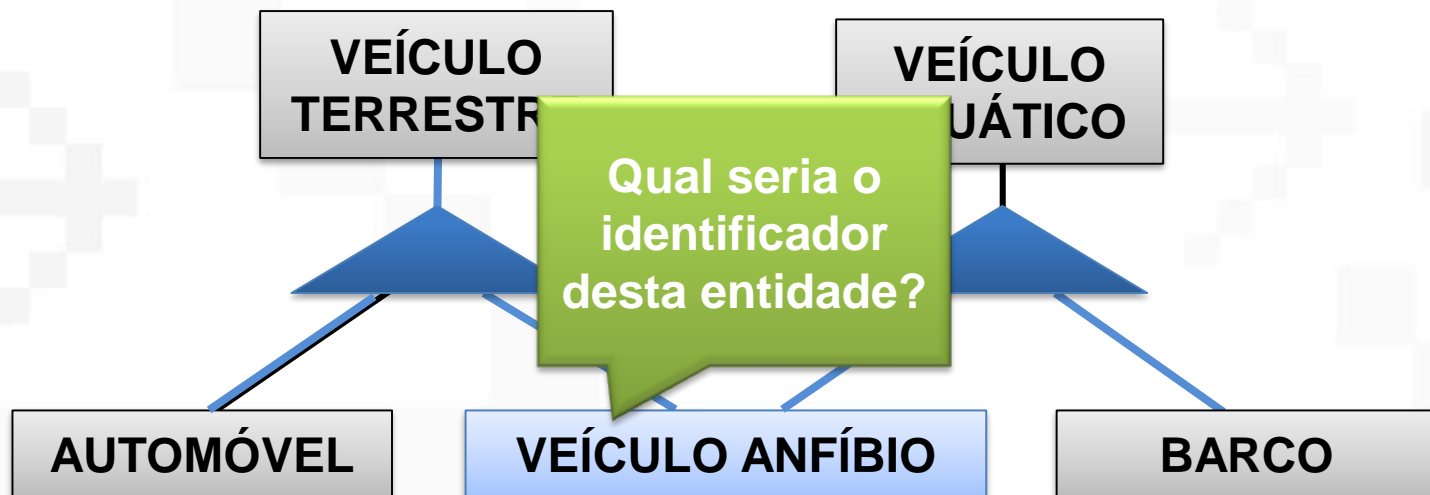 VEÍCULO
TERRESTR
VEÍCULO
UÁTICO
Qual seria o
identificador
desta entidade?
AUTOMÓVEL
VEÍCULO ANFÍBIO
BARCO